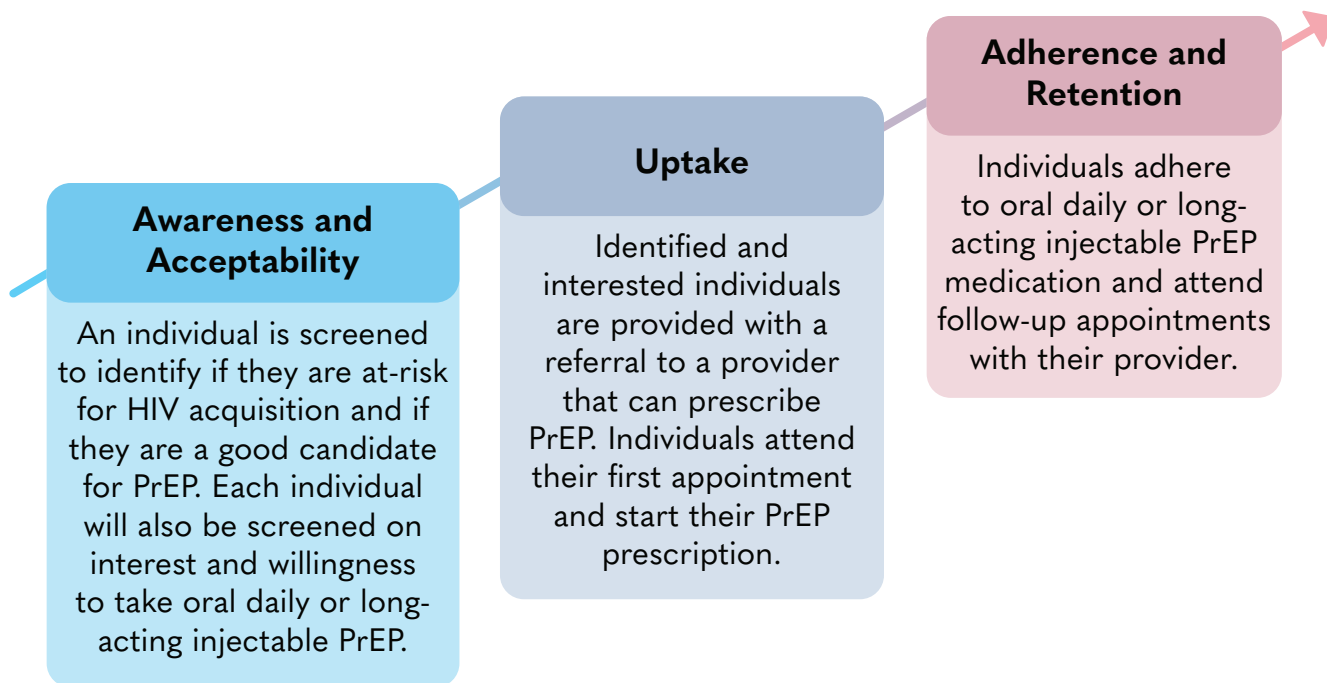 Awareness and
Acceptability
An individual is screened
to identify if they are at-risk
for HIV acquisition and if
they are a good candidate
for PrEP. Each individual
will also be screened on
interest and willingness
to take oral daily or long-
acting injectable PrEP.
Uptake
Identified and
interested individuals
are provided with a
referral to a provider
that can prescribe
PrEP. Individuals attend
their first appointment
and start their PrEP
prescription.
Adherence and
Retention
Individuals adhere
to oral daily or long-
acting injectable PrEP
medication and attend
follow-up appointments
with their provider.